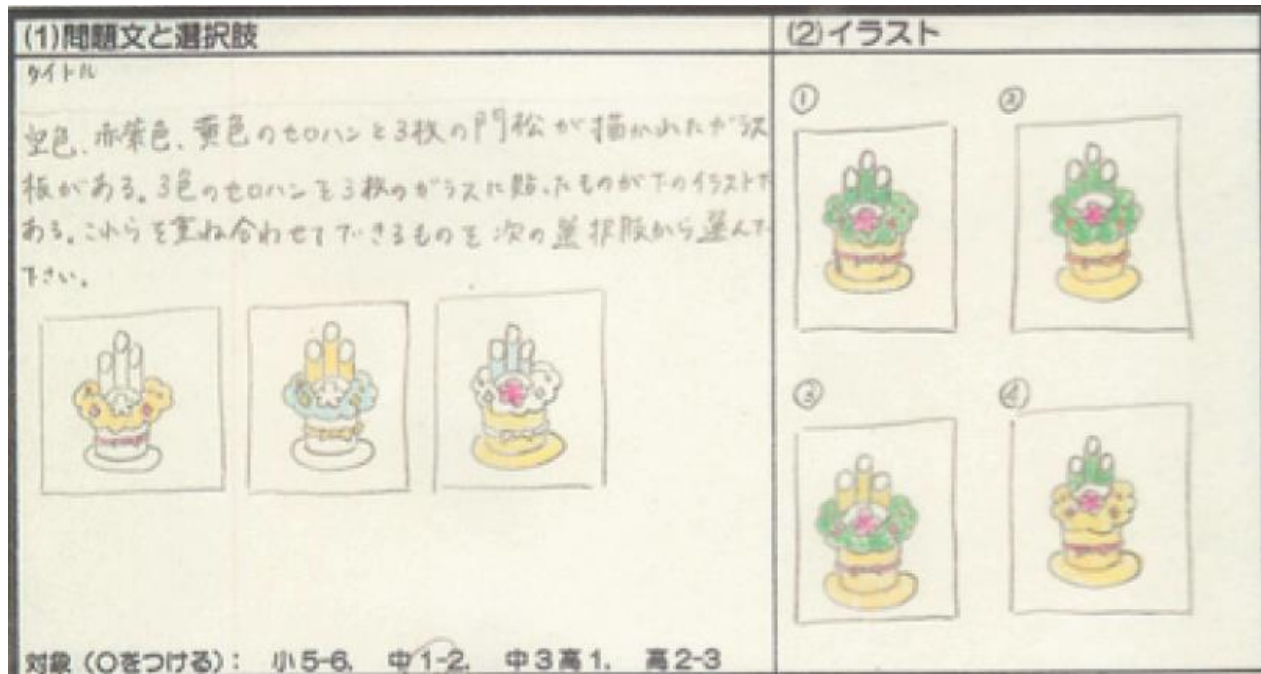 (1)問題文と選択肢
タイトル
空色、赤紫色、黄色のセロハンと3枚の門松が描かれたガラス
板がある。3色のセロハンを3枚のガラスに貼ったものが下のイラストで
ある。これらを重ね合わせてできるものを次の選択肢から選んで
下さい。
対象(〇をつける): 小5-6. 中1-2. 中3高1. 高2-3
(2)イラスト
① ②
③ ④